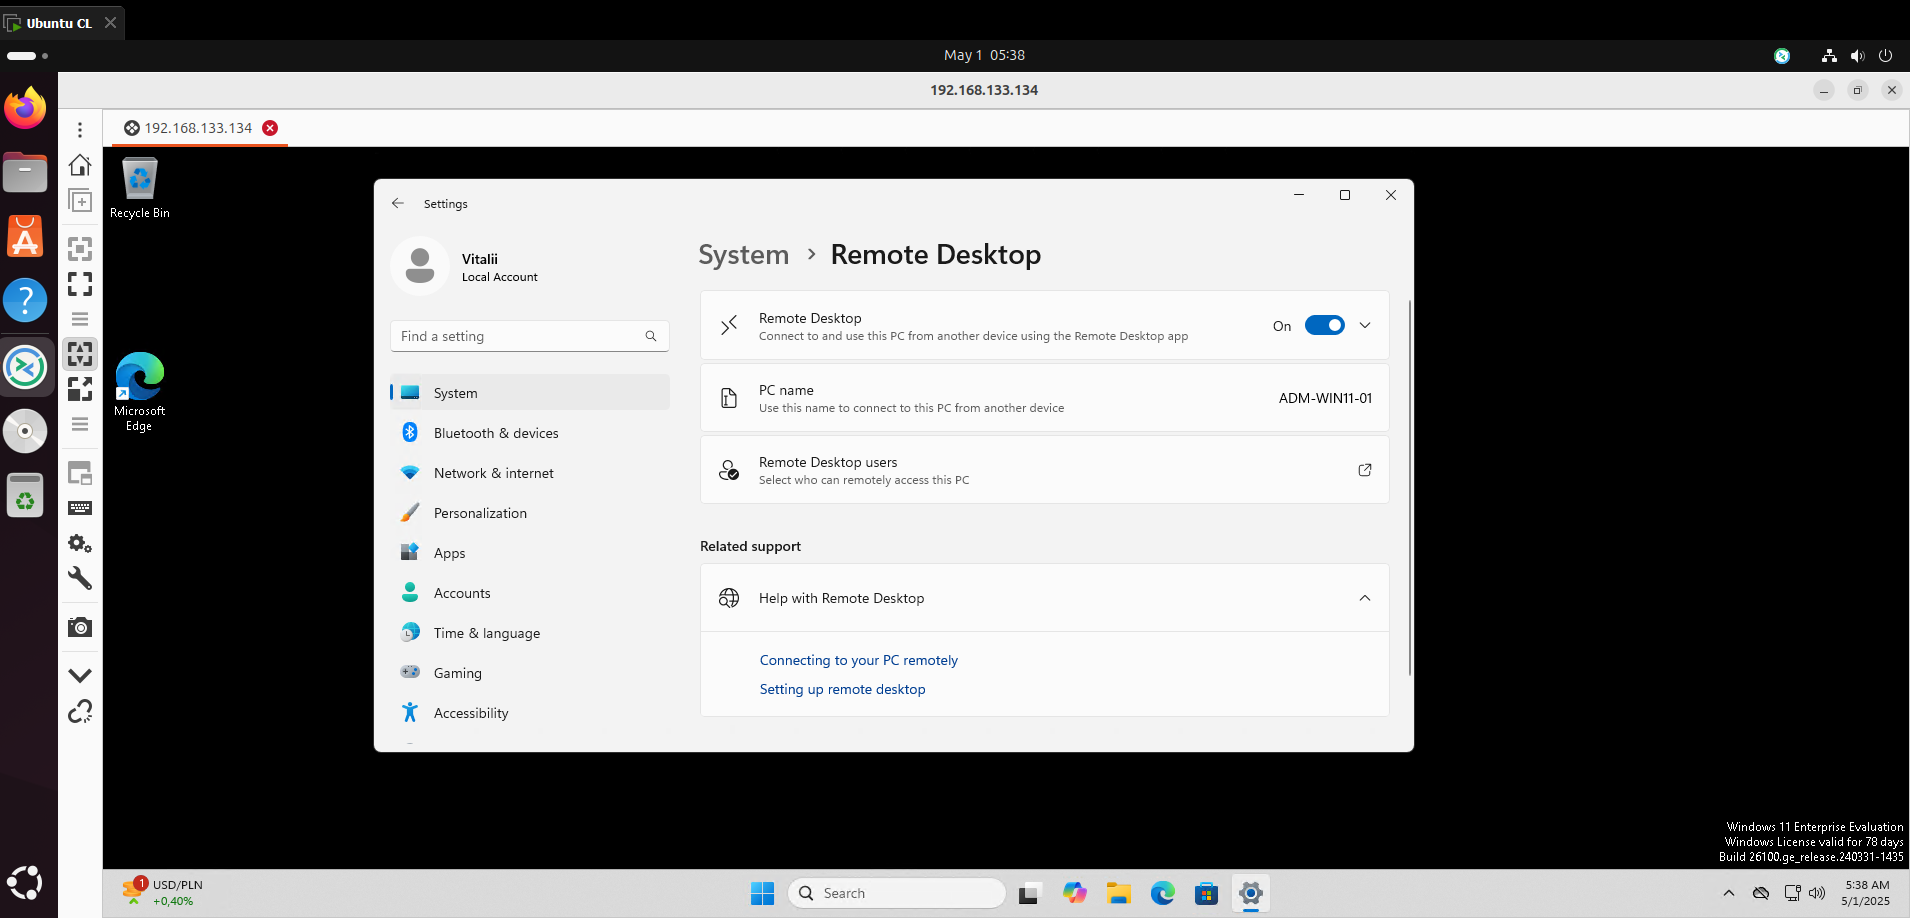 Ubuntu CL
May 1 05:38
192.168.133.134
192.168.133.134
Recycle Bin
Microsoft
Edge
Settings
Vitalii
Local Account
Find a setting
System
Bluetooth & devices
Network & internet
Personalization
Apps
Accounts
Time & language
Gaming
Accessibility
System › Remote Desktop
Remote Desktop
Connect to and use this PC from another device using the Remote Desktop app
On
PC name
Use this name to connect to this PC from another device
ADM-WIN11-01
Remote Desktop users
Select who can remotely access this PC
Related support
Help with Remote Desktop
Connecting to your PC remotely
Setting up remote desktop
Windows 11 Enterprise Evaluation
Windows License valid for 78 days
Build 26100.ge_release.240331-1435
1
USD/PLN
+0,40%
Search
5:38 AM
5/1/2025